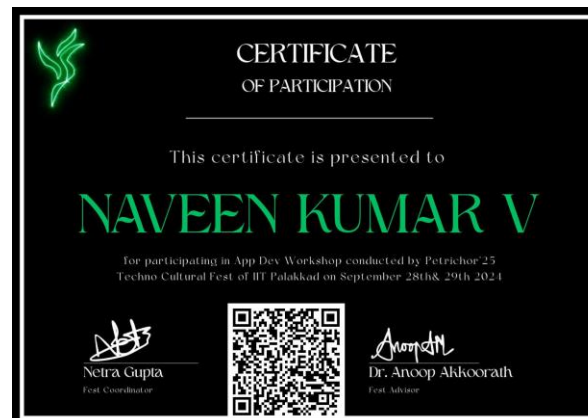 CERTIFICATE
OF PARTICIPATION
This certificate is presented to
NAVEEN KUMAR V
for participating in App Dev Workshop conducted by Petrichor'25
Techno Cultural Fest of IIT Palakkad on September 28th& 29th 2024
Netra Gupta
Fest Coordinator
Anoop AM
Dr. Anoop Akkoorath
Fest Advisor